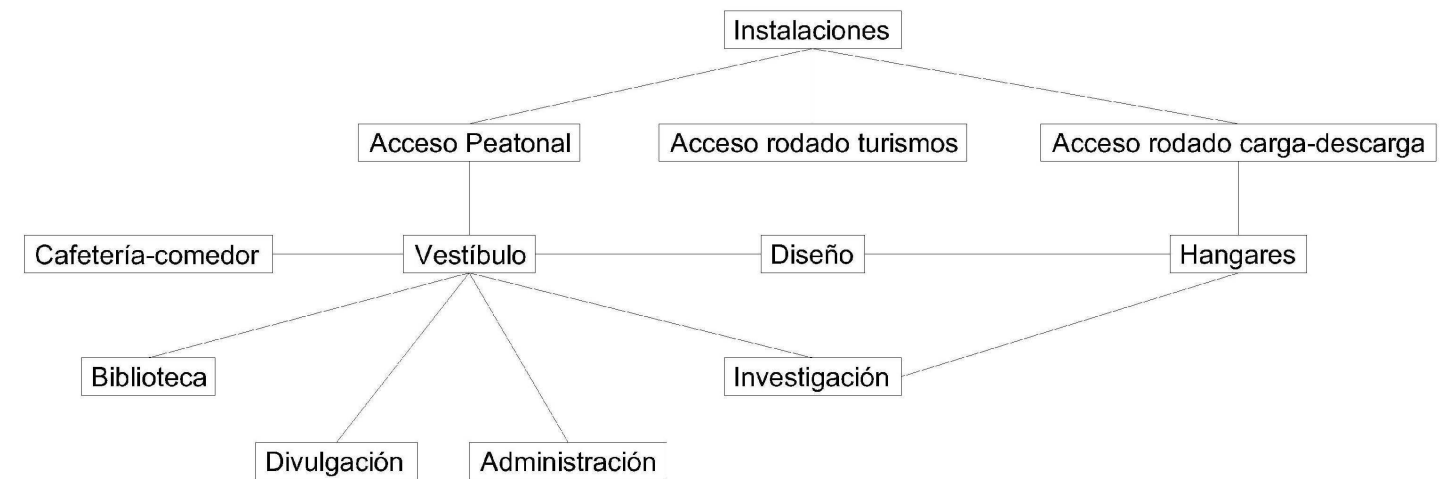 Instalaciones
Acceso Peatonal
Acceso rodado turismos
Acceso rodado carga-descarga
Cafetería-comedor
Vestíbulo
Diseño
Hangares
Biblioteca
Investigación
Divulgación
Administración